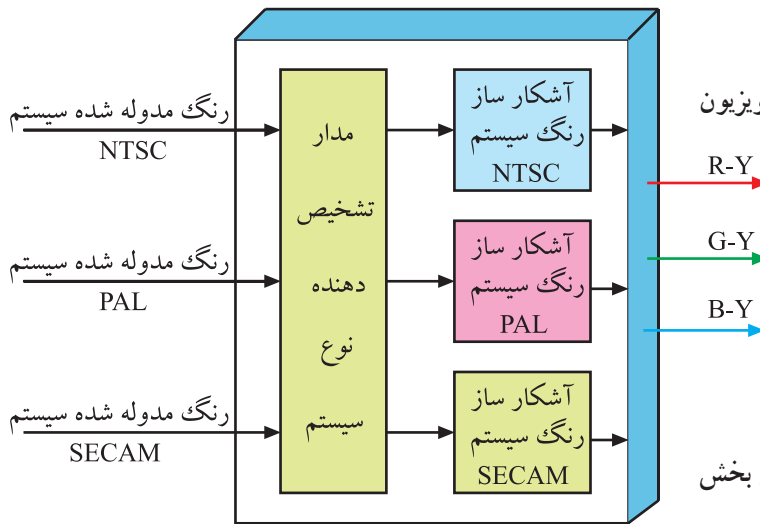 رنگ مدوله شده سیستم
NTSC
رنگ مدوله شده سیستم
PAL
رنگ مدوله شده سیستم
SECAM
مدار
تشخیص
دهنده
نوع
سیستم
آشکار ساز
رنگ سیستم
NTSC
آشکار ساز
رنگ سیستم
PAL
آشکار ساز
رنگ سیستم
SECAM
ویزیون
R-Y
G-Y
B-Y
بخش